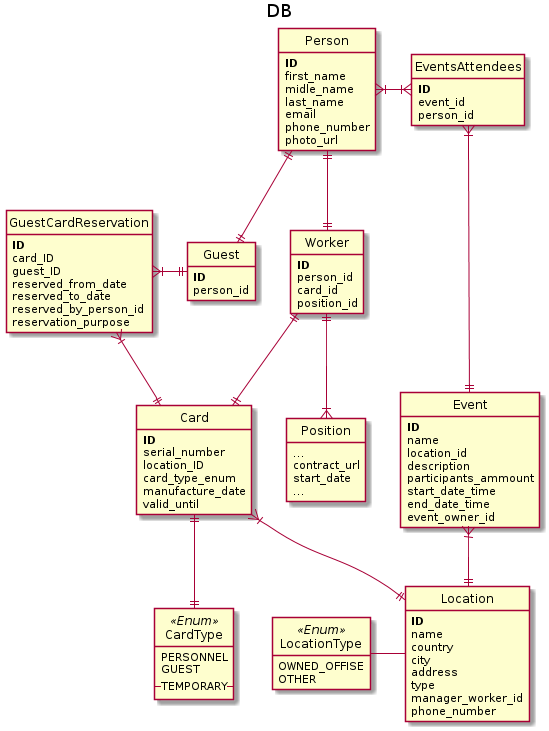 DB
Person
ID
first_name
midle_name
last_name
email
phone_number
photo_url
EventsAttendees
ID
event_id
person_id
GuestCardReservation
ID
card_ID
guest_ID
reserved_from_date
reserved_to_date
reserved_by_person_id
reservation_purpose
Guest
ID
person_id
Worker
ID
person_id
card_id
position_id
Card
ID
serial_number
location_ID
card_type_enum
manufacture_date
valid_until
Position
...
contract_url
start_date
...
Event
ID
name
location_id
description
participants_ammount
start_date_time
end_date_time
event_owner_id
«Enum»
CardType
PERSONNEL
GUEST
TEMPORARY
«Enum»
LocationType
OWNED_OFFISE
OTHER
Location
ID
name
country
city
address
type
manager_worker_id
phone_number